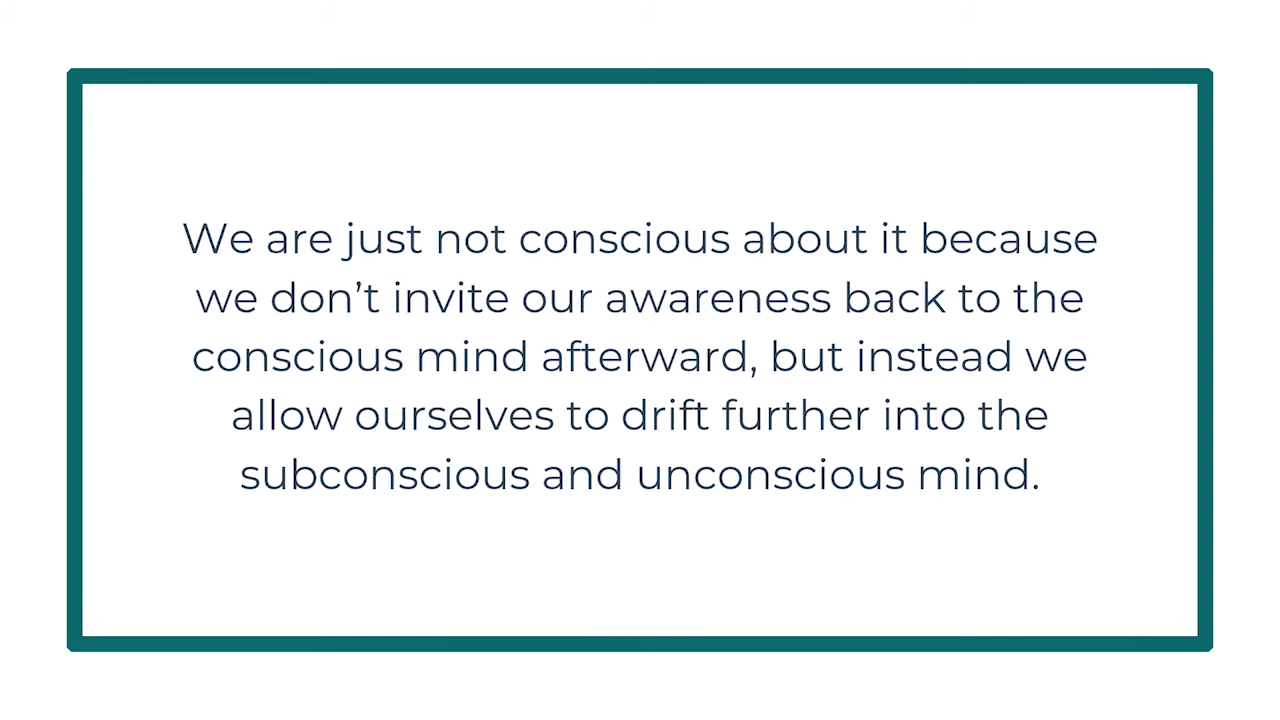 We are just not conscious about it because
we don’t invite our awareness back to the
conscious mind afterward, but instead we
allow ourselves to drift further into the
subconscious and unconscious mind.